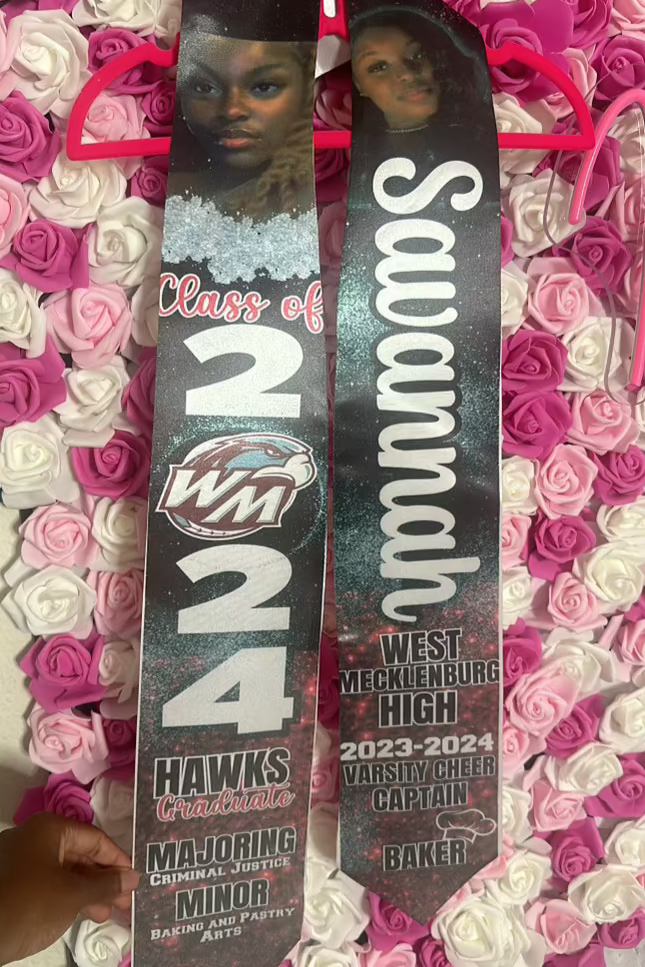 Class of
2
WM
2
4
HAWKS
Graduate
MAJORING
CRIMINAL JUSTICE
MINOR
BAKING AND PASTRY
ARTS
Sawannah
WEST
MECKLENBURG
HIGH
2023-2024
VARSITY CHEER
CAPTAIN
BAKER